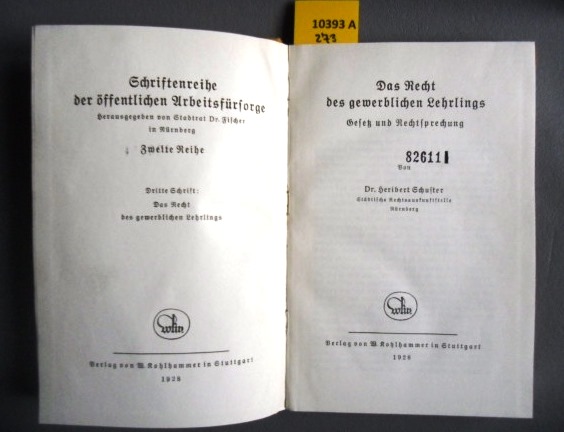 10393 A
273
Schriftenreihe
der öffentlichen Arbeitsfürsorge
Herausgegeben von Stadtrat Dr. Fischer
in Nürnberg
Zweite Reihe
Dritte Schrift:
Das Recht
des gewerblichen Lehrlings
Verlag von W. Kohlhammer in Stuttgart
1928
Das Recht
des gewerblichen Lehrlings
Gesetz und Rechtsprechung
82611
Von
Dr. Heribert Schuster
Städtische Rechtsauskunftstelle
Nürnberg
Verlag von W. Kohlhammer in Stuttgart
1928